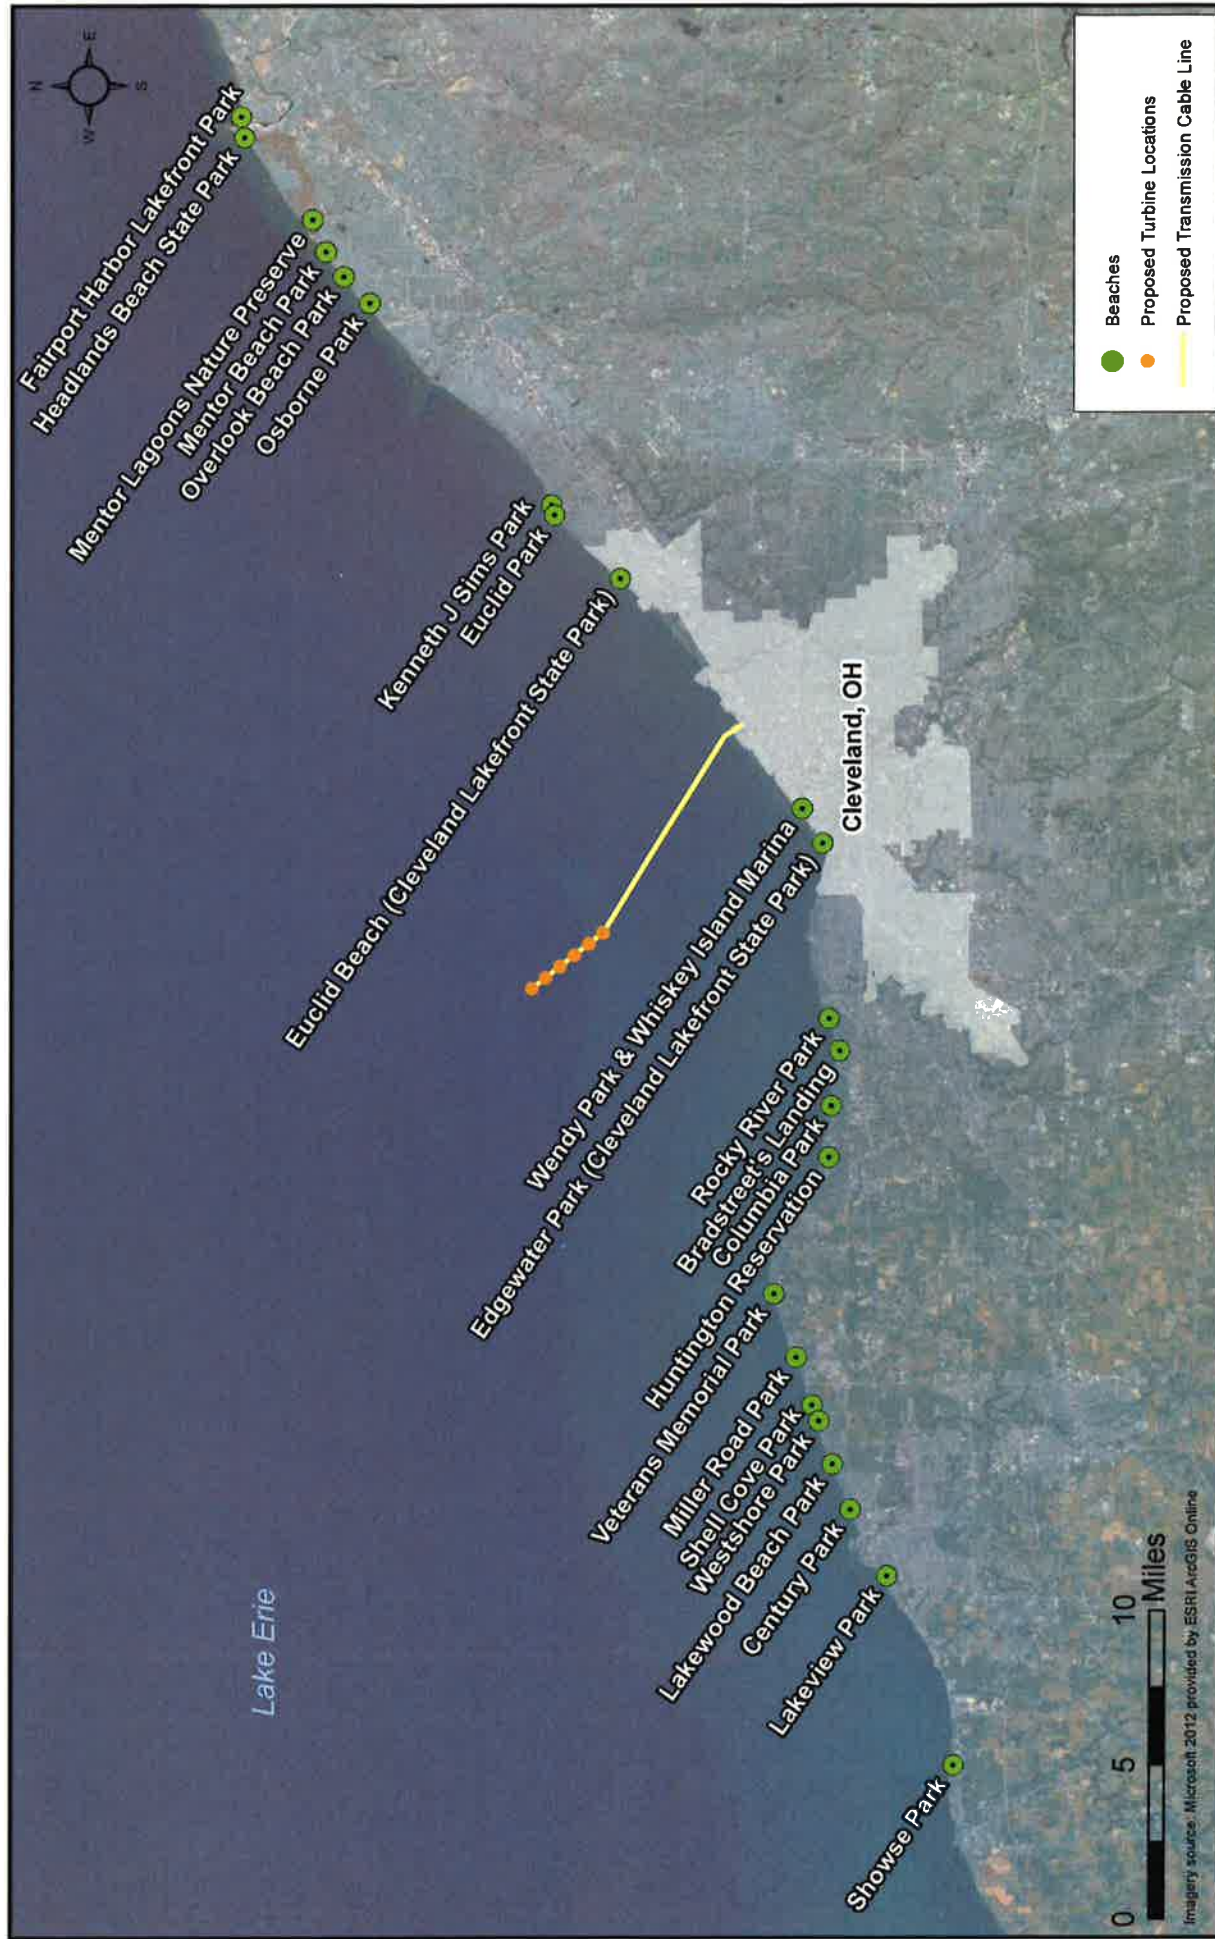 N
W
E
S
Fairport Harbor Lakefront Park
Headlands Beach State Park
Mentor Lagoons Nature Preserve
Mentor Beach Park
Overlook Beach Park
Osborne Park
Kenneth J Sims Park
Euclid Park
Euclid Beach (Cleveland Lakefront State Park)
Wendy Park & Whiskey Island Marina
Edgewater Park (Cleveland Lakefront State Park)
Cleveland, OH
Rocky River Park
Bradstreet's Landing
Columbia Park
Huntington Reservation
Veterans Memorial Park
Miller Road Park
Shell Cove Park
Westshore Park
Lakewood Beach Park
Century Park
Lakeview Park
Showse Park
Lake Erie
Beaches
Proposed Turbine Locations
Proposed Transmission Cable Line
0 5 10
Miles
Imagery source: Microsoft 2012 provided by ESRI ArcGIS Online